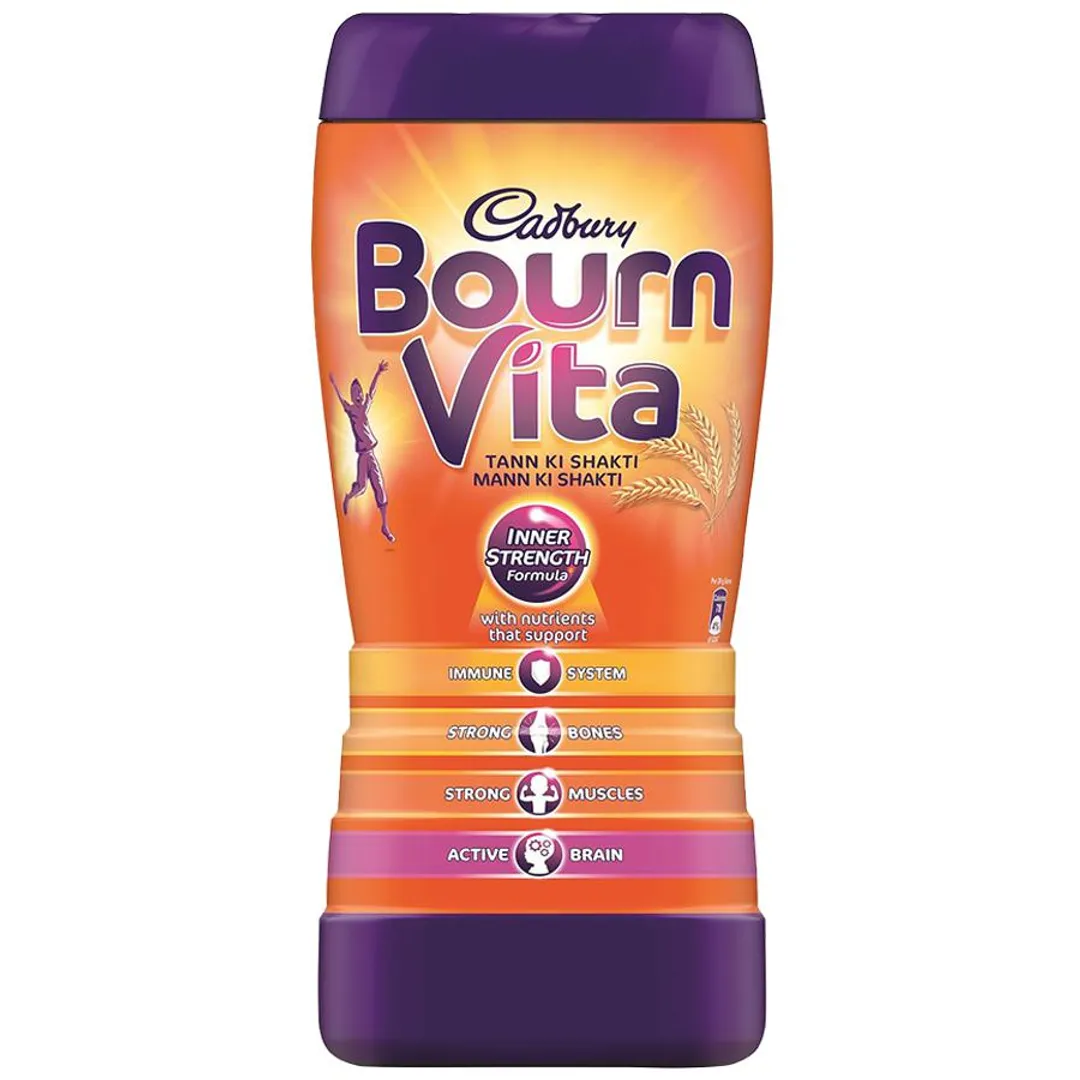 Cadbury
Bourn
Vita
TANN KI SHAKTI
MANN KI SHAKTI
INNER
STRENGTH
Formula
with nutrients
that support
IMMUNE SYSTEM
STRONG BONES
STRONG MUSCLES
ACTIVE BRAIN